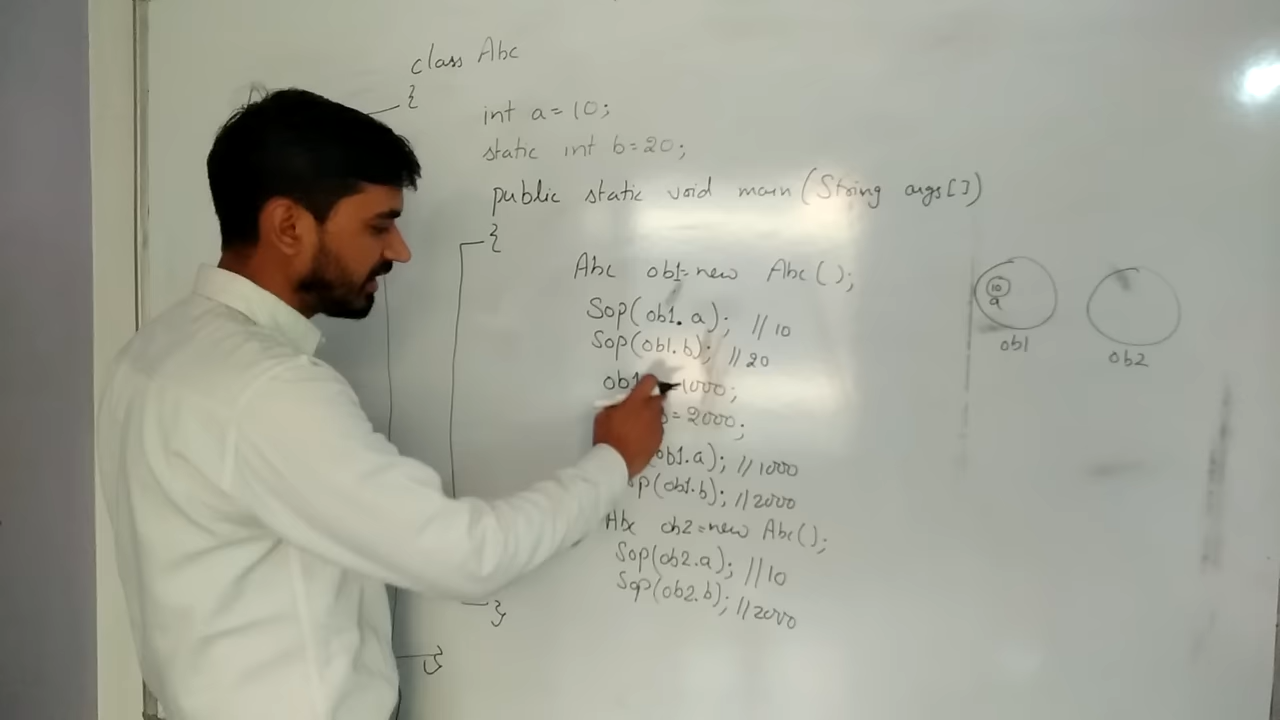 class Abc
{
int a=10;
static int b=20;
public static void main(String args[])
{
Abc ob1=new Abc();
Sop(ob1.a); //10
Sop(ob1.b); //20
ob1 =1000;
=2000;
ob1.a); //1000
op(ob1.b); //2000
Abc ob2=new Abc();
Sop(ob2.a); //10
Sop(ob2.b); //2000
}
}
10
a
ob1
ob2